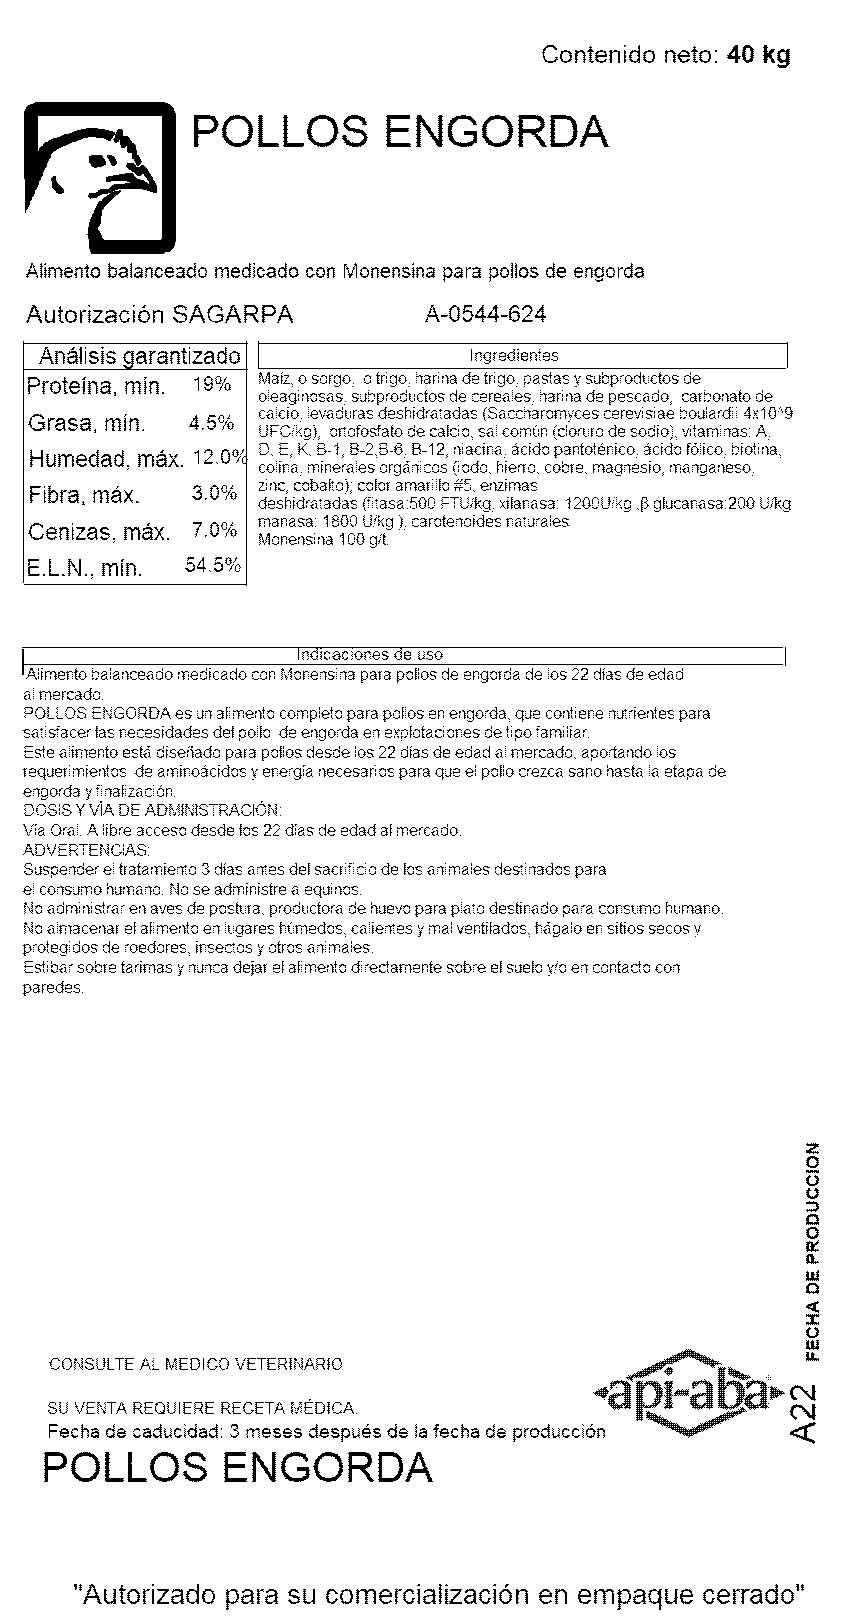 Contenido neto: 40 kg
POLLOS ENGORDA
Alimento balanceado medicado con Monensina para pollos de engorda
Autorización SAGARPA A-0544-624
Análisis garantizado
Proteína, mín. 19%
Grasa, mín. 4.5%
Humedad, máx. 12.0%
Fibra, máx. 3.0%
Cenizas, máx. 7.0%
E.L.N., mín. 54.5%
Ingredientes
Maíz, o sorgo, o trigo, harina de trigo, pastas y subproductos de
oleaginosas, subproductos de cereales, harina de pescado, carbonato de
calcio, levaduras deshidratadas (Saccharomyces cerevisiae boulardii 4x10^9
UFC/kg), ortofosfato de calcio, sal común (cloruro de sodio), vitaminas: A,
D, E, K, B-1, B-2,B-6, B-12, niacina, ácido pantoténico, ácido fólico, biotina,
colina, minerales orgánicos (iodo, hierro, cobre, magnesio, manganeso,
zinc, cobalto); color amarillo #5, enzimas
deshidratadas (fitasa:500 FTU/kg, xilanasa: 1200U/kg ,β glucanasa:200 U/kg
manasa: 1800 U/kg ), carotenoides naturales
Monensina 100 g/t.
Indicaciones de uso
Alimento balanceado medicado con Monensina para pollos de engorda de los 22 días de edad
al mercado.
POLLOS ENGORDA es un alimento completo para pollos en engorda, que contiene nutrientes para
satisfacer las necesidades del pollo de engorda en explotaciones de tipo familiar.
Este alimento está diseñado para pollos desde los 22 días de edad al mercado, aportando los
requerimientos de aminoácidos y energía necesarios para que el pollo crezca sano hasta la etapa de
engorda y finalización.
DOSIS Y VÍA DE ADMINISTRACIÓN:
Vía Oral. A libre acceso desde los 22 días de edad al mercado.
ADVERTENCIAS:
Suspender el tratamiento 3 días antes del sacrificio de los animales destinados para
el consumo humano. No se administre a equinos.
No administrar en aves de postura, productora de huevo para plato destinado para consumo humano.
No almacenar el alimento en lugares húmedos, calientes y mal ventilados, hágalo en sitios secos y
protegidos de roedores, insectos y otros animales.
Estibar sobre tarimas y nunca dejar el alimento directamente sobre el suelo y/o en contacto con
paredes.
FECHA DE PRODUCCION
A22
CONSULTE AL MEDICO VETERINARIO
api-aba®
SU VENTA REQUIERE RECETA MÉDICA.
Fecha de caducidad: 3 meses después de la fecha de producción
POLLOS ENGORDA
"Autorizado para su comercialización en empaque cerrado"